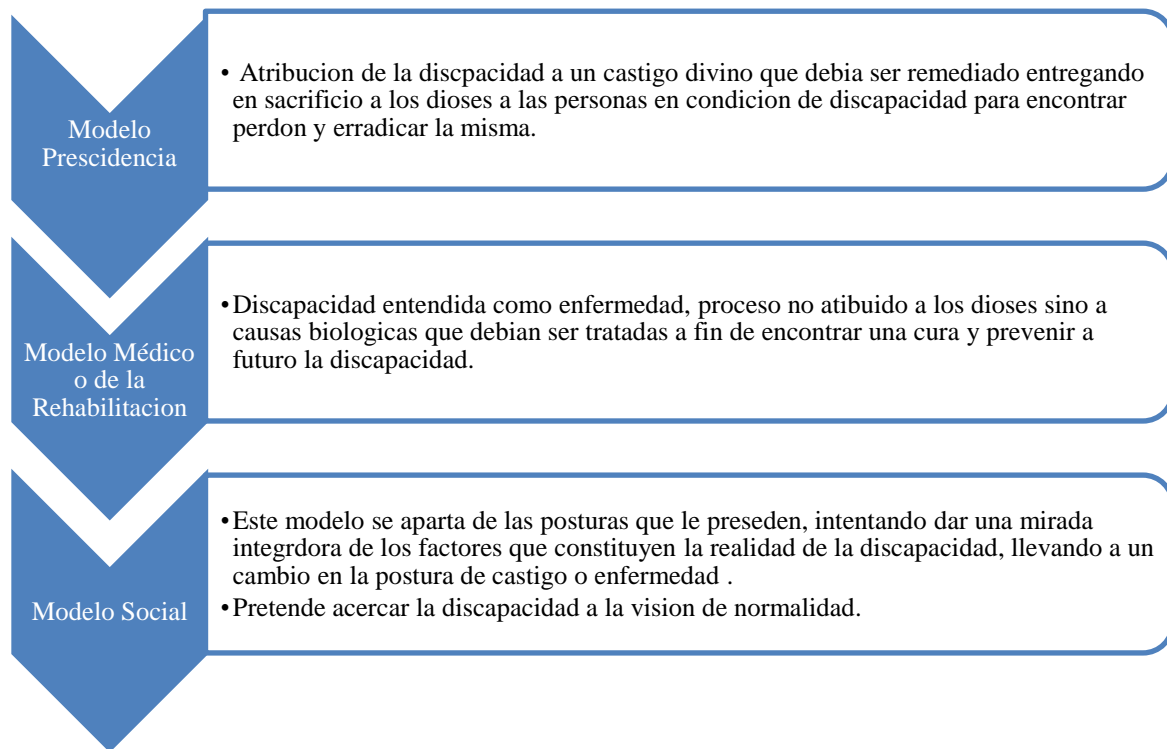 Modelo
Prescidencia
• Atribucion de la discpacidad a un castigo divino que debia ser remediado entregando
en sacrificio a los dioses a las personas en condicion de discapacidad para encontrar
perdon y erradicar la misma.
Modelo Médico
o de la
Rehabilitacion
•Discapacidad entendida como enfermedad, proceso no atibuido a los dioses sino a
causas biologicas que debian ser tratadas a fin de encontrar una cura y prevenir a
futuro la discapacidad.
Modelo Social
•Este modelo se aparta de las posturas que le preseden, intentando dar una mirada
integrdora de los factores que constituyen la realidad de la discapacidad, llevando a un
cambio en la postura de castigo o enfermedad .
•Pretende acercar la discapacidad a la vision de normalidad.